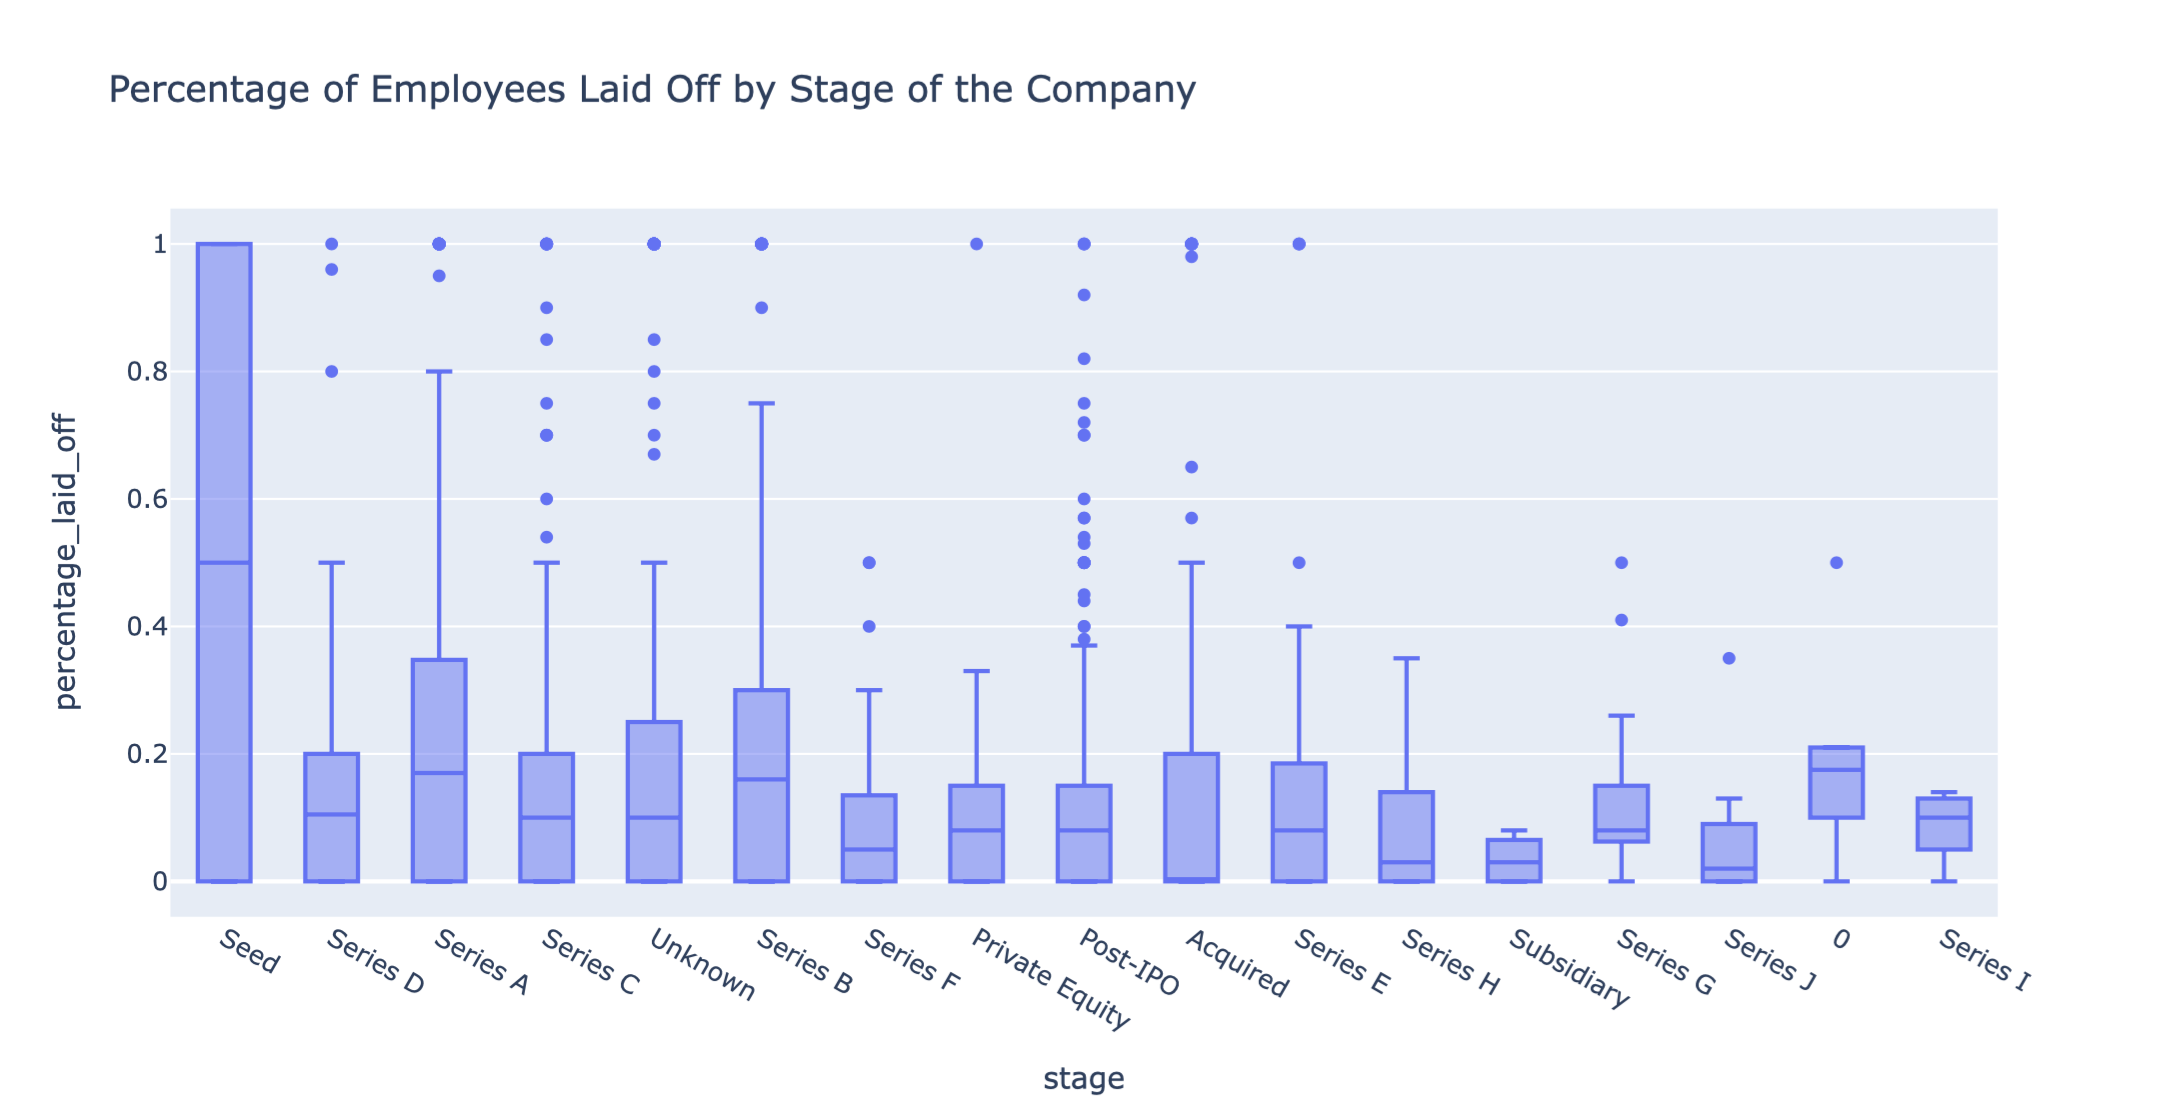 Percentage of Employees Laid Off by Stage of the Company
percentage_laid_off
1
0.8
0.6
0.4
0.2
0
Seed
Series D
Series A
Series C
Unknown
Series B
Series F
Private Equity
Post-IPO
Acquired
Series E
Series H
Subsidiary
Series G
Series J
0
Series I
stage